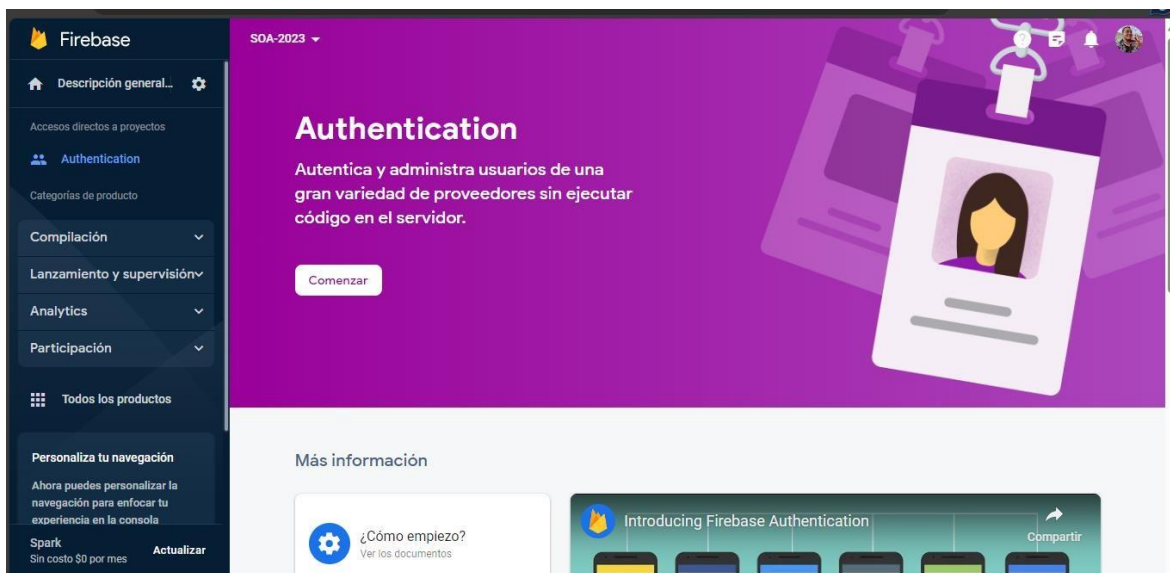 Firebase
SOA-2023
Descripción general...
Accesos directos a proyectos
Authentication
Categorías de producto
Compilación
Lanzamiento y supervisión
Analytics
Participación
Todos los productos
Personaliza tu navegación
Ahora puedes personalizar la
navegación para enfocar tu
experiencia en la consola
Spark
Sin costo $0 por mes
Actualizar
Authentication
Autentica y administra usuarios de una
gran variedad de proveedores sin ejecutar
código en el servidor.
Comenzar
Más información
¿Cómo empiezo?
Ver los documentos
Introducing Firebase Authentication
Compartir